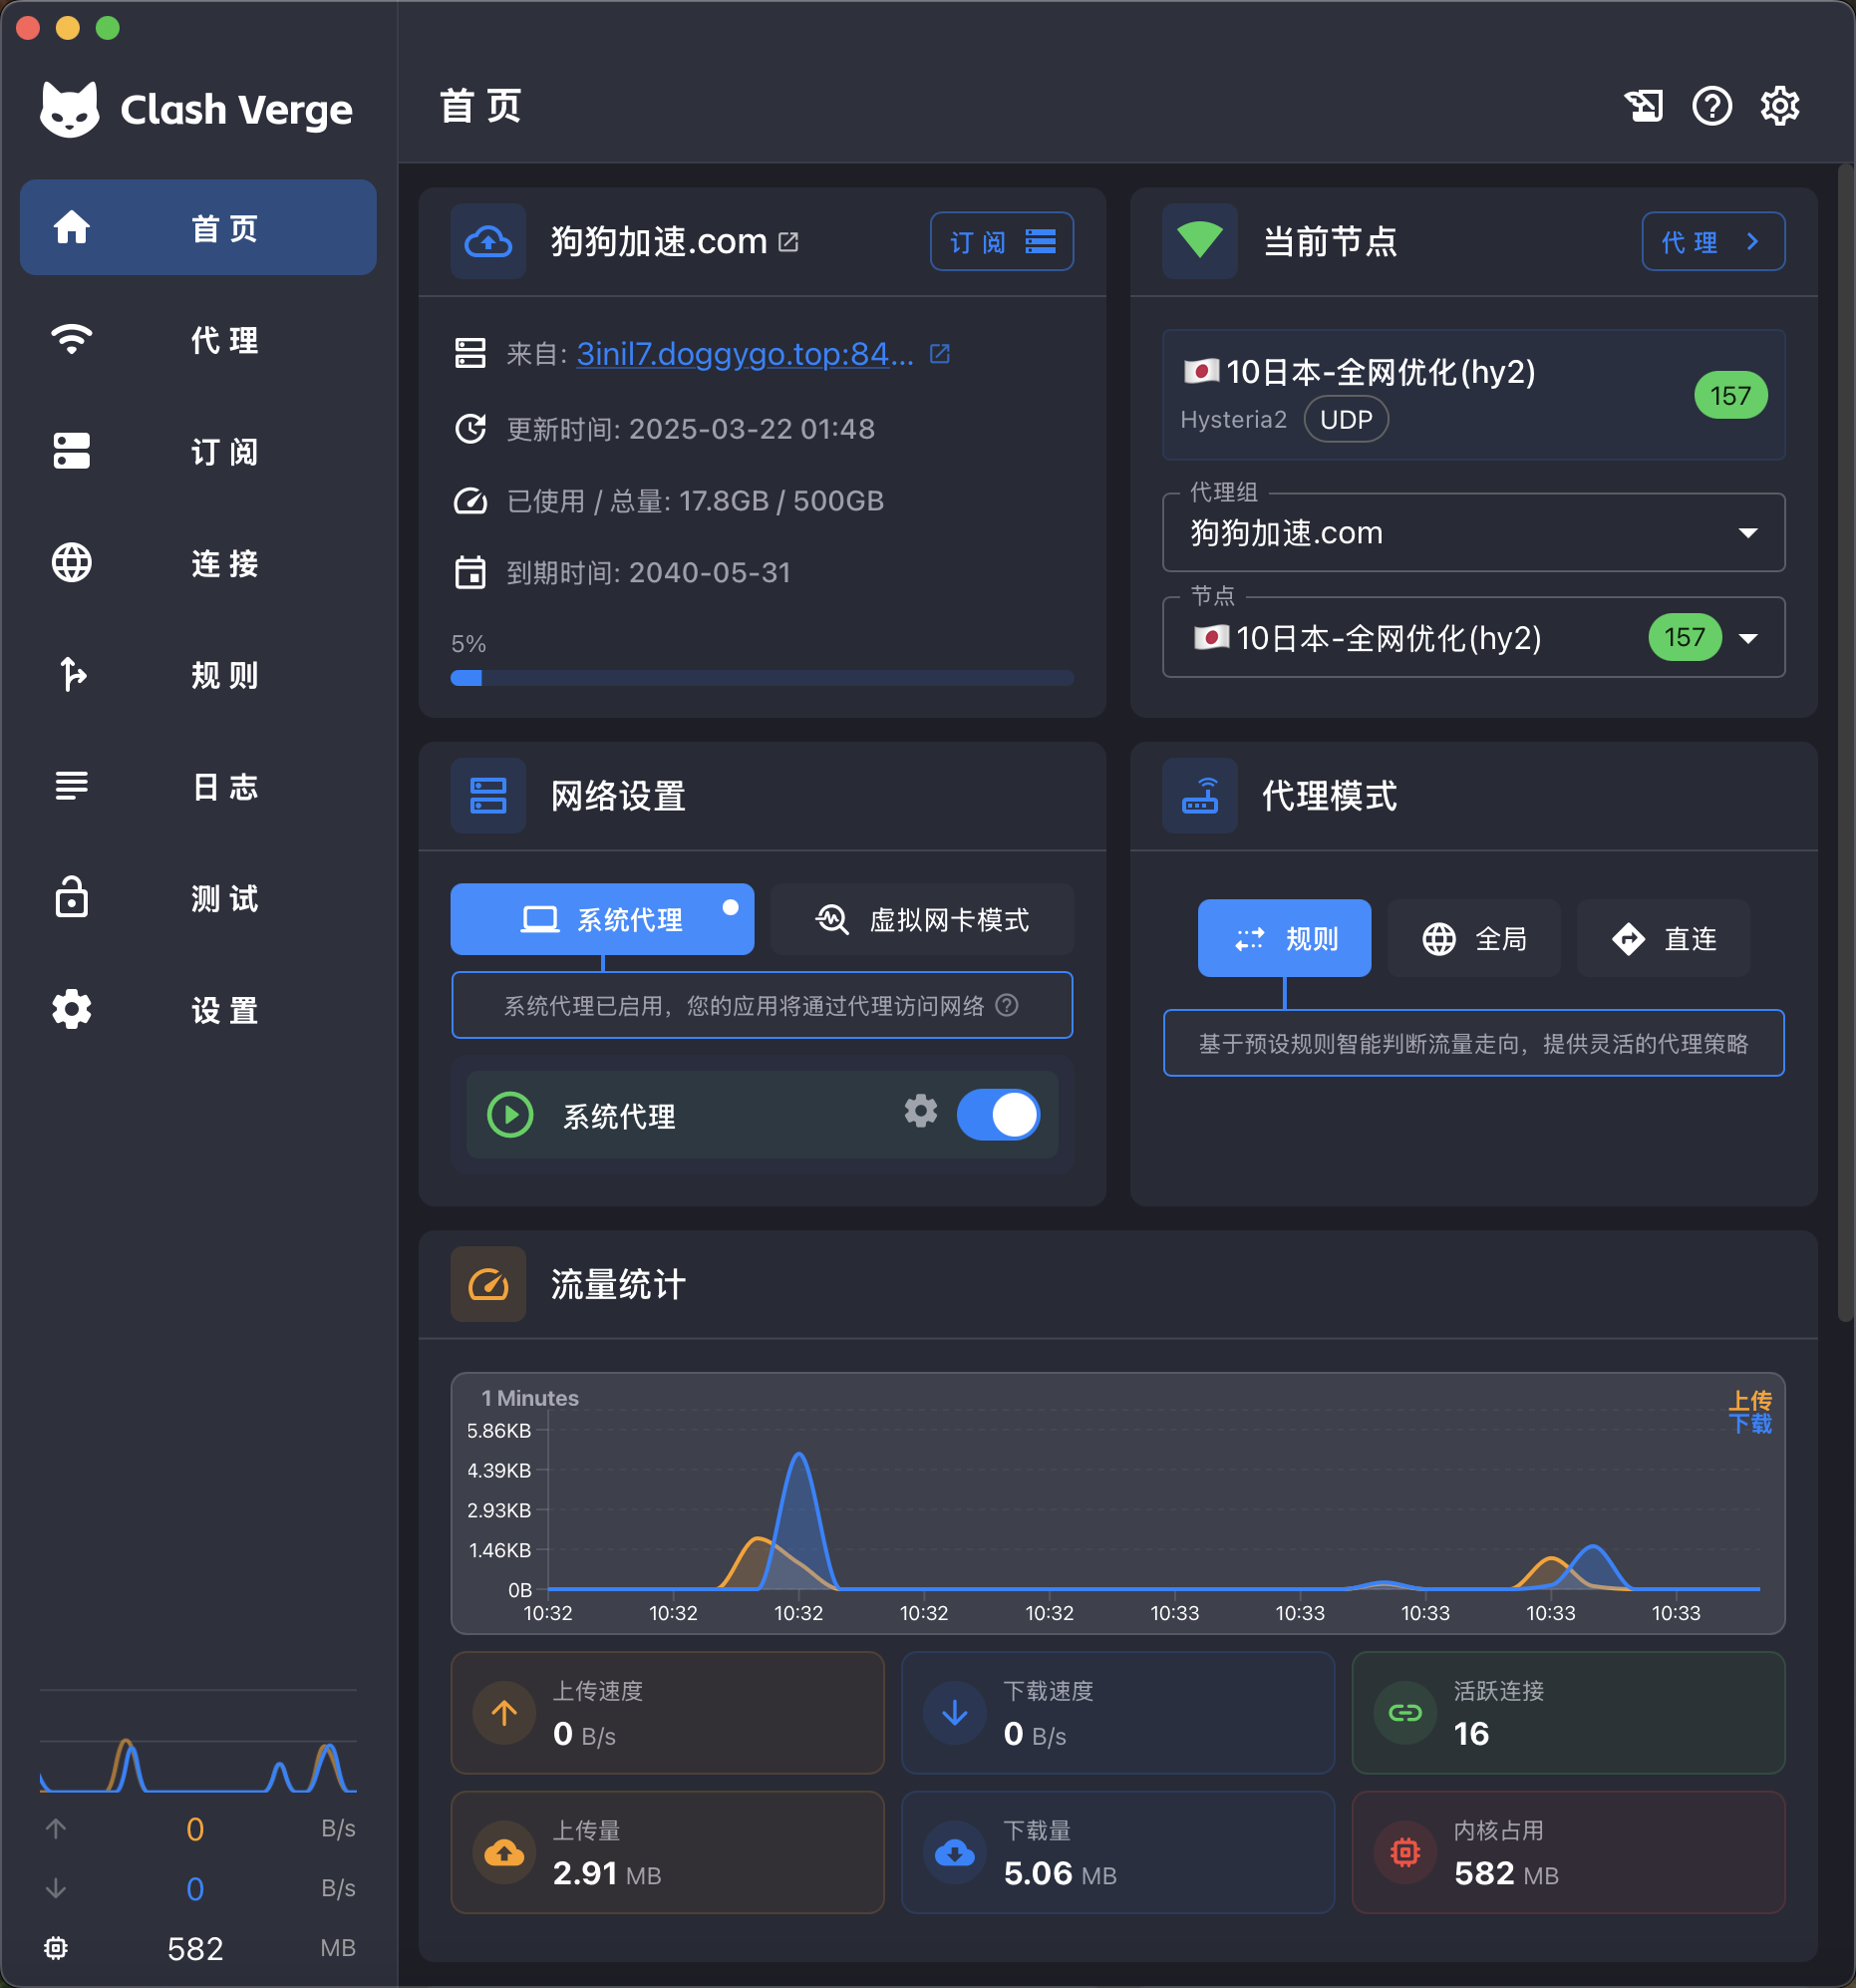 Clash Verge
首 页
代 理
订 阅
连 接
规 则
日 志
测 试
设 置
0 B/s
0 B/s
582 MB
首 页
狗狗加速.com
订 阅
来自: 3inil7.doggygo.top:84...
更新时间: 2025-03-22 01:48
已使用 / 总量: 17.8GB / 500GB
到期时间: 2040-05-31
5%
当前节点
代 理
10日本-全网优化(hy2)
Hysteria2 UDP
157
代理组
狗狗加速.com
节点
10日本-全网优化(hy2) 157
网络设置
系统代理 虚拟网卡模式
系统代理已启用，您的应用将通过代理访问网络
系统代理
代理模式
规则 全局 直连
基于预设规则智能判断流量走向，提供灵活的代理策略
流量统计
1 Minutes
上传
下载
5.86KB
4.39KB
2.93KB
1.46KB
0B
10:32 10:32 10:32 10:32 10:32 10:33 10:33 10:33 10:33 10:33
上传速度
0 B/s
下载速度
0 B/s
活跃连接
16
上传量
2.91 MB
下载量
5.06 MB
内核占用
582 MB